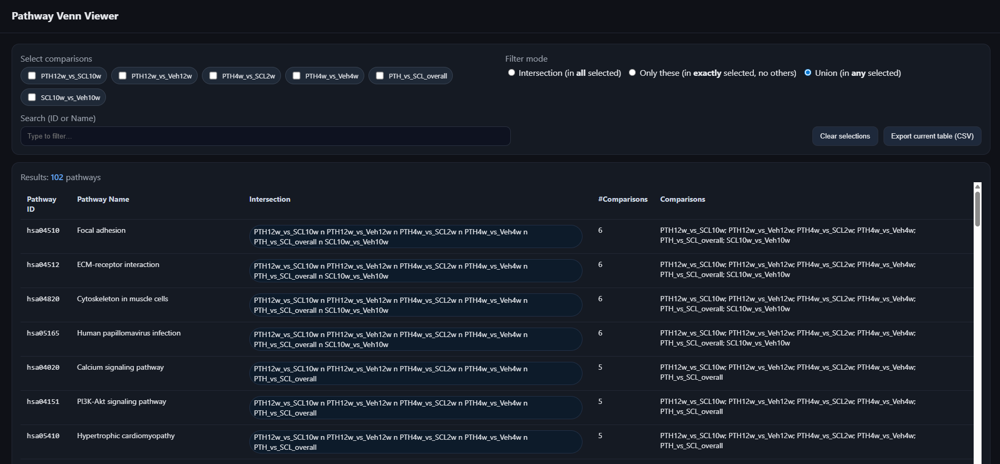 Pathway Venn Viewer
Select comparisons
PTH12w_vs_SCL10w
PTH12w_vs_Veh12w
PTH4w_vs_SCL2w
PTH4w_vs_Veh4w
PTH_vs_SCL_overall
SCL10w_vs_Veh10w
Filter mode
Intersection (in all selected)
Only these (in exactly selected, no others)
Union (in any selected)
Search (ID or Name)
Type to filter...
Clear selections
Export current table (CSV)
Results: 102 pathways
Pathway
ID
Pathway Name
Intersection
#Comparisons
Comparisons
hsa04510
Focal adhesion
PTH12w_vs_SCL10w n PTH12w_vs_Veh12w n PTH4w_vs_SCL2w n PTH4w_vs_Veh4w n
PTH_vs_SCL_overall n SCL10w_vs_Veh10w
6
PTH12w_vs_SCL10w; PTH12w_vs_Veh12w; PTH4w_vs_SCL2w; PTH4w_vs_Veh4w;
PTH_vs_SCL_overall; SCL10w_vs_Veh10w
hsa04512
ECM-receptor interaction
PTH12w_vs_SCL10w n PTH12w_vs_Veh12w n PTH4w_vs_SCL2w n PTH4w_vs_Veh4w n
PTH_vs_SCL_overall n SCL10w_vs_Veh10w
6
PTH12w_vs_SCL10w; PTH12w_vs_Veh12w; PTH4w_vs_SCL2w; PTH4w_vs_Veh4w;
PTH_vs_SCL_overall; SCL10w_vs_Veh10w
hsa04820
Cytoskeleton in muscle cells
PTH12w_vs_SCL10w n PTH12w_vs_Veh12w n PTH4w_vs_SCL2w n PTH4w_vs_Veh4w n
PTH_vs_SCL_overall n SCL10w_vs_Veh10w
6
PTH12w_vs_SCL10w; PTH12w_vs_Veh12w; PTH4w_vs_SCL2w; PTH4w_vs_Veh4w;
PTH_vs_SCL_overall; SCL10w_vs_Veh10w
hsa05165
Human papillomavirus infection
PTH12w_vs_SCL10w n PTH12w_vs_Veh12w n PTH4w_vs_SCL2w n PTH4w_vs_Veh4w n
PTH_vs_SCL_overall n SCL10w_vs_Veh10w
6
PTH12w_vs_SCL10w; PTH12w_vs_Veh12w; PTH4w_vs_SCL2w; PTH4w_vs_Veh4w;
PTH_vs_SCL_overall; SCL10w_vs_Veh10w
hsa04020
Calcium signaling pathway
PTH12w_vs_SCL10w n PTH12w_vs_Veh12w n PTH4w_vs_SCL2w n PTH4w_vs_Veh4w n
PTH_vs_SCL_overall
5
PTH12w_vs_SCL10w; PTH12w_vs_Veh12w; PTH4w_vs_SCL2w; PTH4w_vs_Veh4w;
PTH_vs_SCL_overall
hsa04151
PI3K-Akt signaling pathway
PTH12w_vs_SCL10w n PTH12w_vs_Veh12w n PTH4w_vs_SCL2w n PTH4w_vs_Veh4w n
PTH_vs_SCL_overall
5
PTH12w_vs_SCL10w; PTH12w_vs_Veh12w; PTH4w_vs_SCL2w; PTH4w_vs_Veh4w;
PTH_vs_SCL_overall
hsa05410
Hypertrophic cardiomyopathy
PTH12w_vs_SCL10w n PTH12w_vs_Veh12w n PTH4w_vs_SCL2w n PTH4w_vs_Veh4w n
PTH_vs_SCL_overall
5
PTH12w_vs_SCL10w; PTH12w_vs_Veh12w; PTH4w_vs_SCL2w; PTH4w_vs_Veh4w;
PTH_vs_SCL_overall